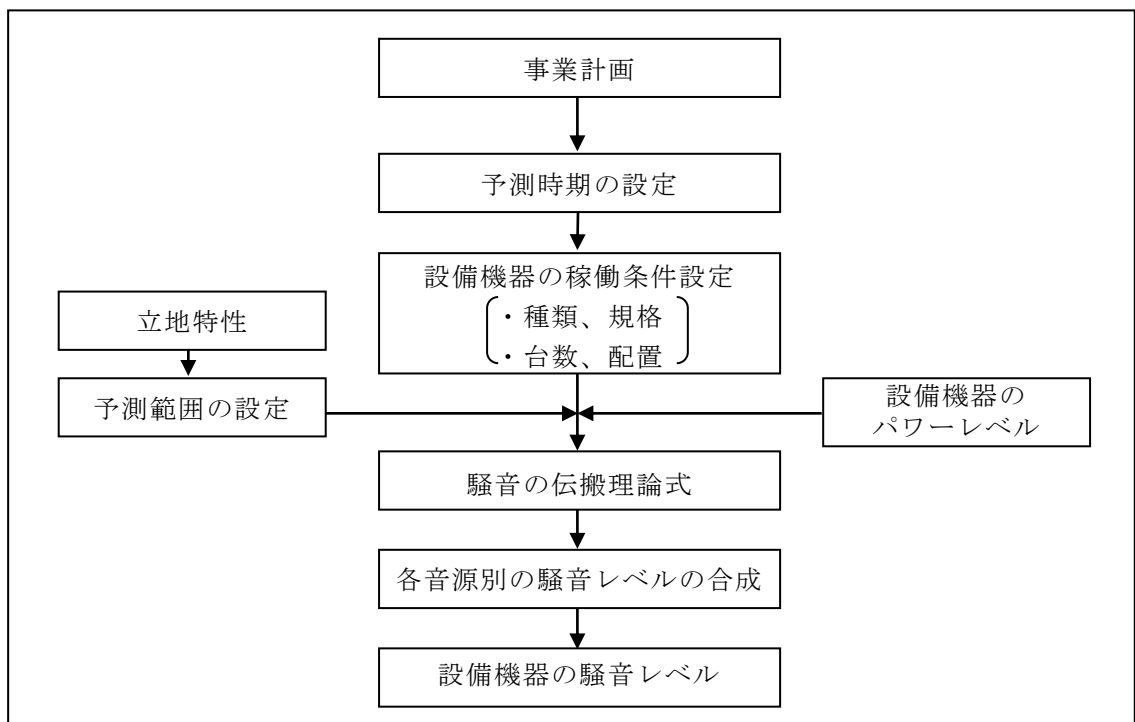 事業計画
予測時期の設定
設備機器の稼働条件設定
・種類、規格
・台数、配置
立地特性
予測範囲の設定
設備機器の
パワーレベル
騒音の伝搬理論式
各音源別の騒音レベルの合成
設備機器の騒音レベル